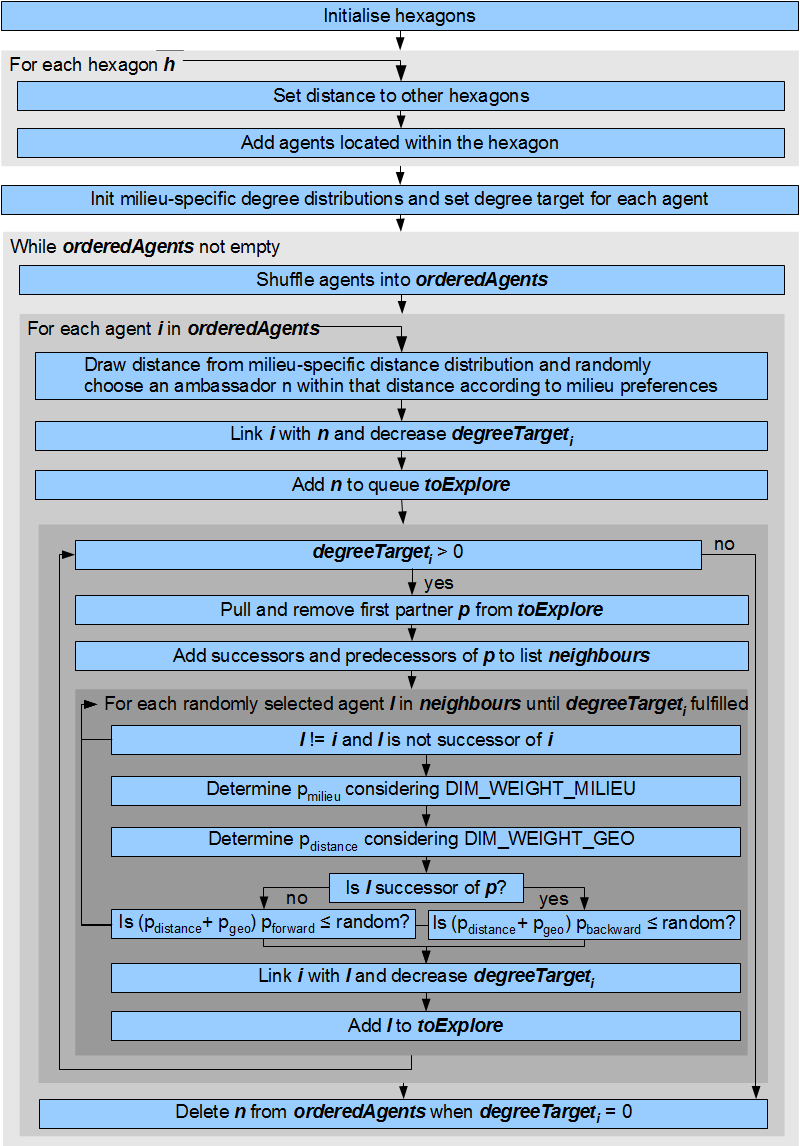 Initialise hexagons
For each hexagon h
Set distance to other hexagons
Add agents located within the hexagon
Init milieu-specific degree distributions and set degree target for each agent
While orderedAgents not empty
Shuffle agents into orderedAgents
For each agent i in orderedAgents
Draw distance from milieu-specific distance distribution and randomly
choose an ambassador n within that distance according to milieu preferences
Link i with n and decrease degreeTargeti
Add n to queue toExplore
degreeTargeti > 0
no
yes
Pull and remove first partner p from toExplore
Add successors and predecessors of p to list neighbours
For each randomly selected agent l in neighbours until degreeTargeti fulfilled
l != i and l is not successor of i
Determine pmilieu considering DIM_WEIGHT_MILIEU
Determine pdistance considering DIM_WEIGHT_GEO
Is l successor of p?
no
yes
Is (pdistance+ pgeo) pforward ≤ random?
Is (pdistance+ pgeo) pbackward ≤ random?
Link i with l and decrease degreeTargeti
Add l to toExplore
Delete n from orderedAgents when degreeTargeti = 0